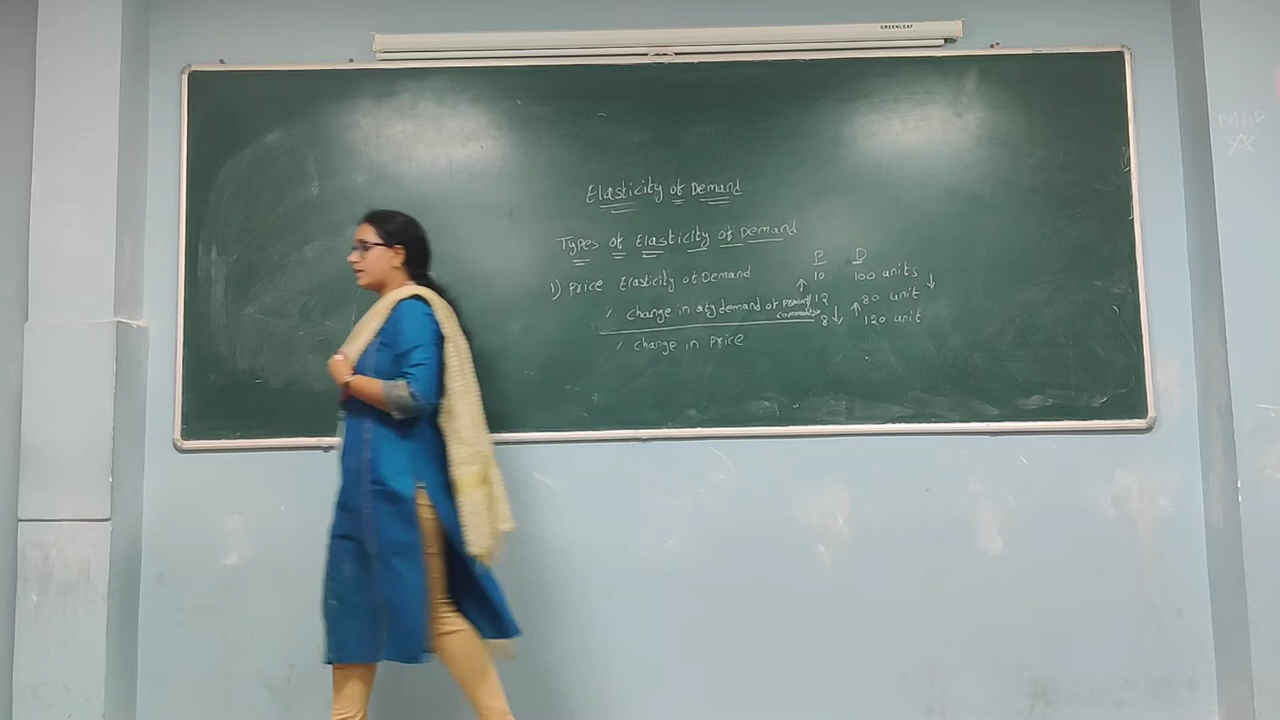 GREENLEAF
MAD
Elasticity of Demand
Types of Elasticity of Demand
P D
1) Price Elasticity of Demand
10 100 units
change in qty demand of product/
commodity
12 80 unit
8 120 unit
change in Price